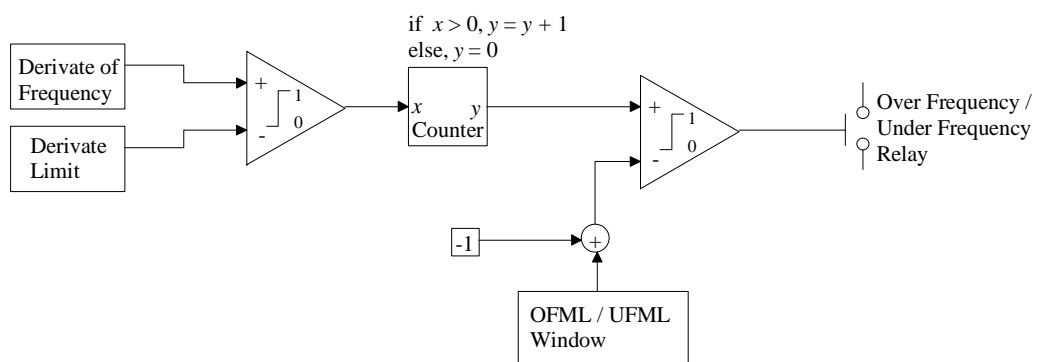 if x > 0, y = y + 1
else, y = 0
Derivate of
Frequency
+
1
0
-
x y
Counter
Derivate
Limit
+
1
0
-
Over Frequency /
Under Frequency
Relay
-1
+
OFML / UFML
Window